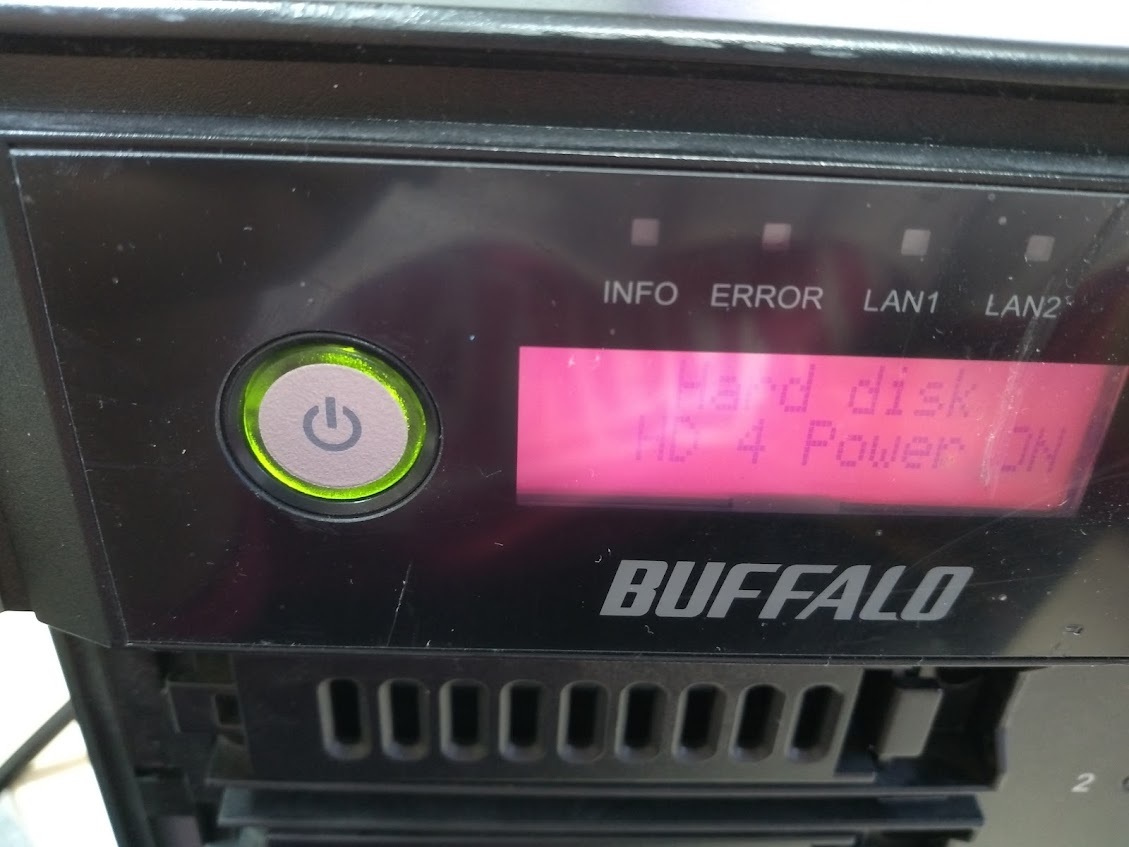 INFO ERROR LAN1 LAN2
Hard disk
HD 4 Power ON
BUFFALO
2